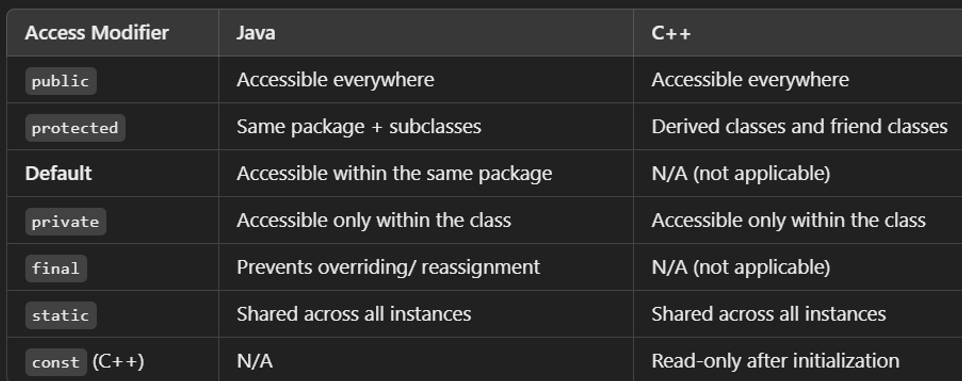 Access Modifier Java C++
public Accessible everywhere Accessible everywhere
protected Same package + subclasses Derived classes and friend classes
Default Accessible within the same package N/A (not applicable)
private Accessible only within the class Accessible only within the class
final Prevents overriding/ reassignment N/A (not applicable)
static Shared across all instances Shared across all instances
const (C++) N/A Read-only after initialization